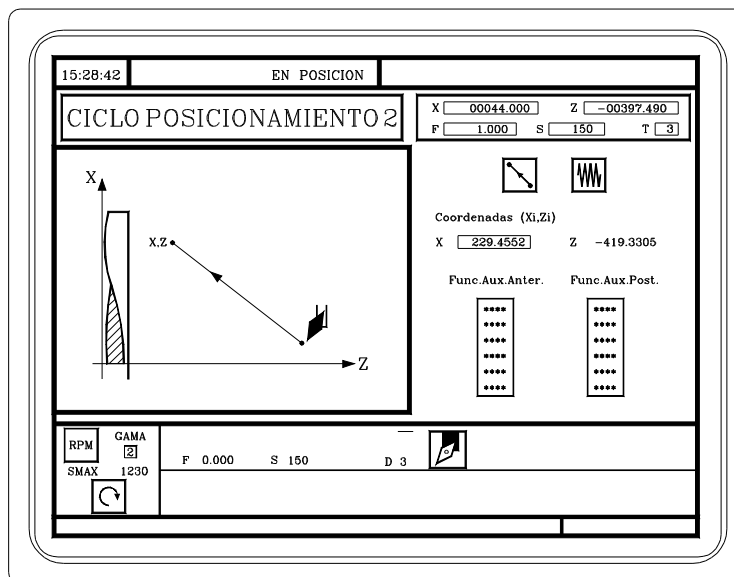 15:28:42 EN POSICION
CICLO POSICIONAMIENTO 2
X 00044.000 Z -00397.490
F 1.000 S 150 T 3
X
X,Z
Z
Coordenadas (Xi,Zi)
X 229.4552 Z -419.3305
Func.Aux.Anter. Func.Aux.Post.
**** ****
**** ****
**** ****
**** ****
**** ****
**** ****
RPM GAMA
2
SMAX 1230
F 0.000 S 150 D 3